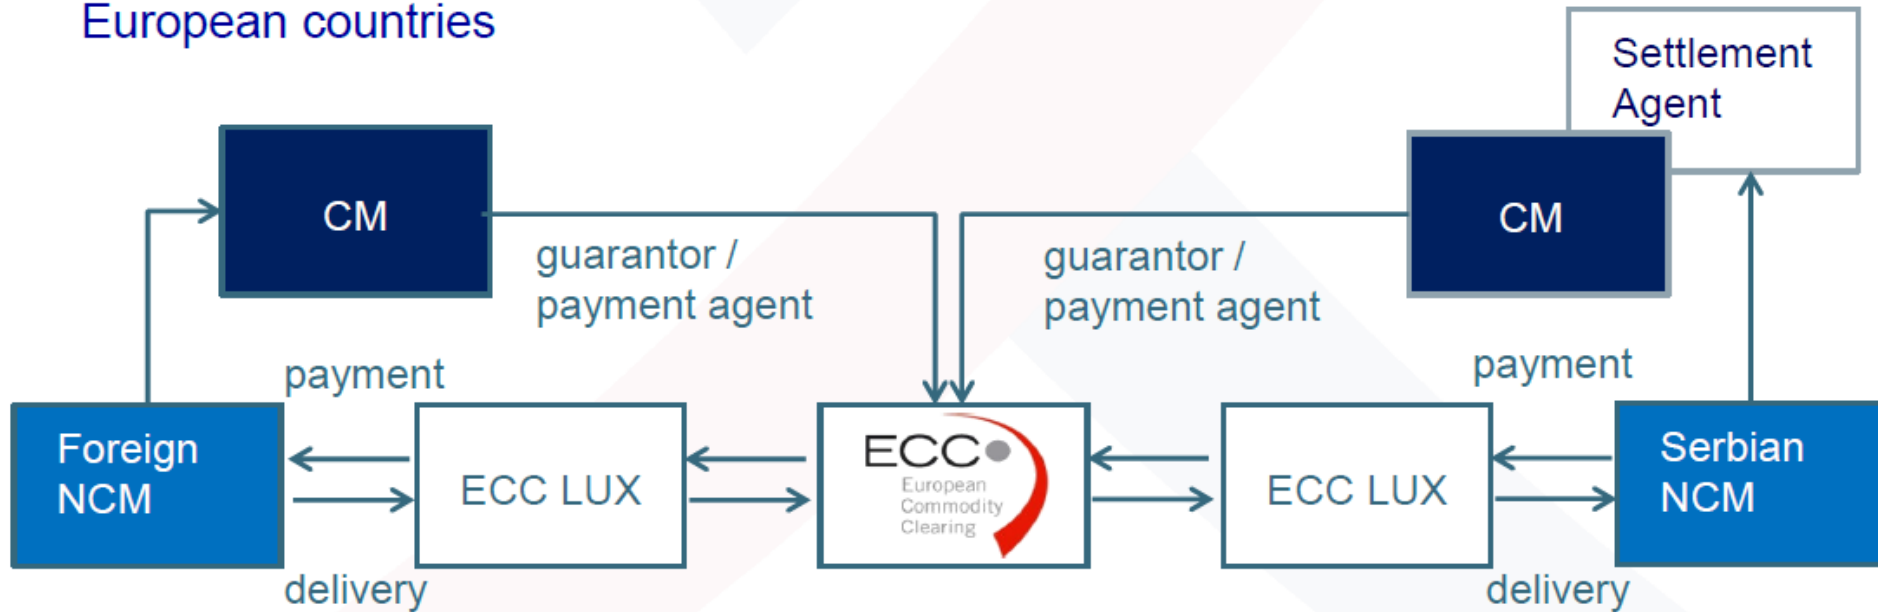 European countries
Settlement
Agent
CM
CM
guarantor /
payment agent
guarantor /
payment agent
payment
payment
Foreign
NCM
ECC LUX
ECC
European
Commodity
Clearing
ECC LUX
Serbian
NCM
delivery
delivery